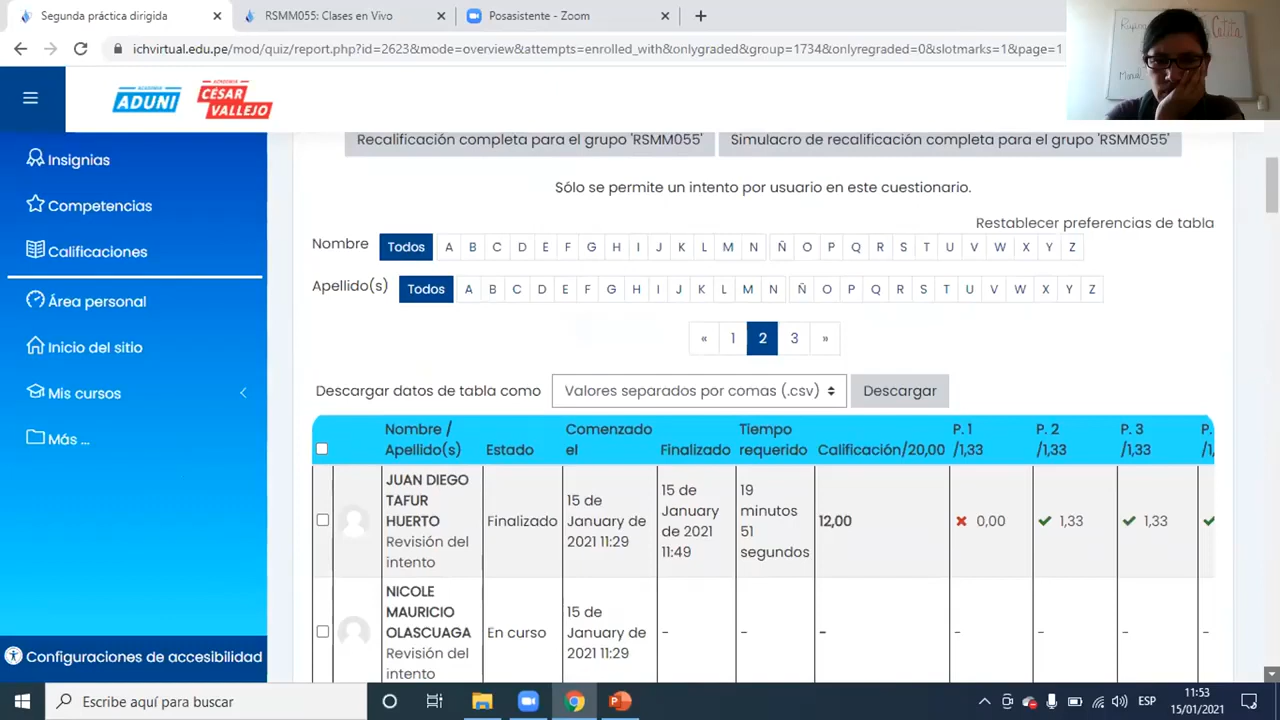 Segunda práctica dirigida
RSMM055: Clases en Vivo
Posasistente - Zoom
ichvirtual.edu.pe/mod/quiz/report.php?id=2623&mode=overview&attempts=enrolled_with&onlygraded&group=1734&onlyregraded=0&slotmarks=1&page=1
ACADEMIA
ADUNI
ACADEMIA
CÉSAR
VALLEJO
Catita
Insignias
Competencias
Calificaciones
Área personal
Inicio del sitio
Mis cursos
Más ...
Configuraciones de accesibilidad
Recalificación completa para el grupo 'RSMM055'
Simulacro de recalificación completa para el grupo 'RSMM055'
Sólo se permite un intento por usuario en este cuestionario.
Restablecer preferencias de tabla
Nombre Todos A B C D E F G H I J K L M N Ñ O P Q R S T U V W X Y Z
Apellido(s) Todos A B C D E F G H I J K L M N Ñ O P Q R S T U V W X Y Z
« 1 2 3 »
Descargar datos de tabla como Valores separados por comas (.csv) Descargar
Nombre /
Apellido(s)
Estado
Comenzado
el
Finalizado
Tiempo
requerido
Calificación/20,00
P. 1
/1,33
P. 2
/1,33
P. 3
/1,33
P.
/1,
JUAN DIEGO
TAFUR
HUERTO
Revisión del
intento
Finalizado
15 de
January de
2021 11:29
15 de
January
de 2021
11:49
19
minutos
51
segundos
12,00
0,00
1,33
1,33
NICOLE
MAURICIO
OLASCUAGA
Revisión del
intento
En curso
15 de
January de
2021 11:29
-
-
-
-
-
-
-
Escribe aquí para buscar
ESP
11:53
15/01/2021